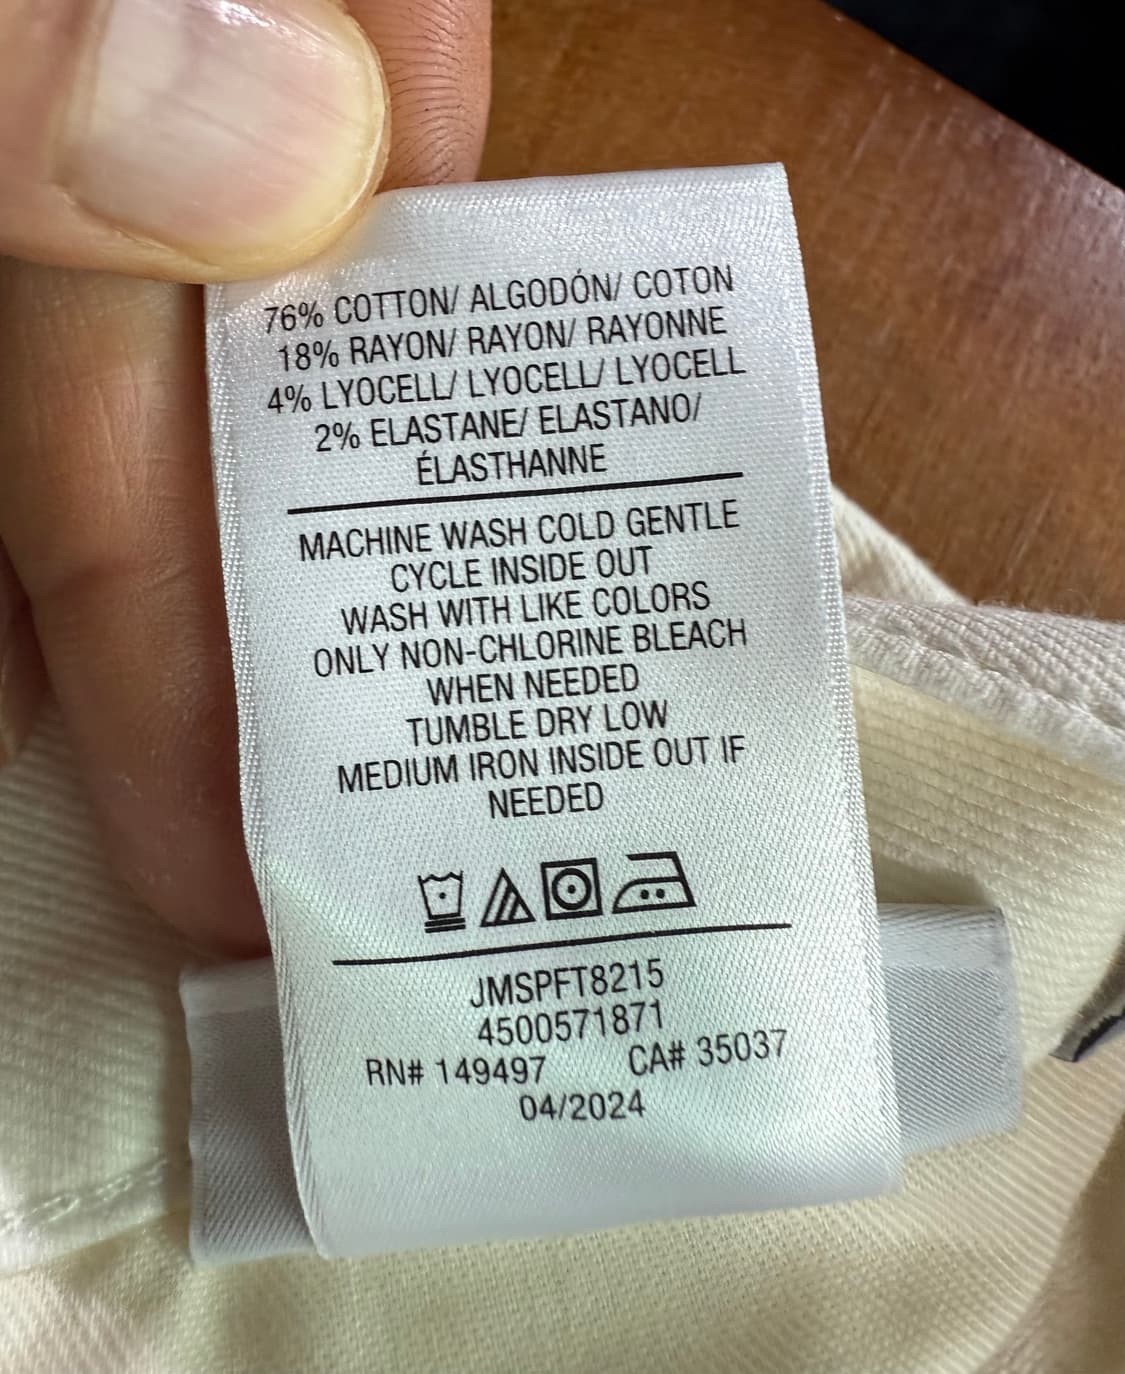 76% COTTON/ ALGODÓN/ COTON
18% RAYON/ RAYON/ RAYONNE
4% LYOCELL/ LYOCELL/ LYOCELL
2% ELASTANE/ ELASTANO/
ÉLASTHANNE
MACHINE WASH COLD GENTLE
CYCLE INSIDE OUT
WASH WITH LIKE COLORS
ONLY NON-CHLORINE BLEACH
WHEN NEEDED
TUMBLE DRY LOW
MEDIUM IRON INSIDE OUT IF
NEEDED
JMSPFT8215
4500571871
RN# 149497 CA# 35037
04/2024